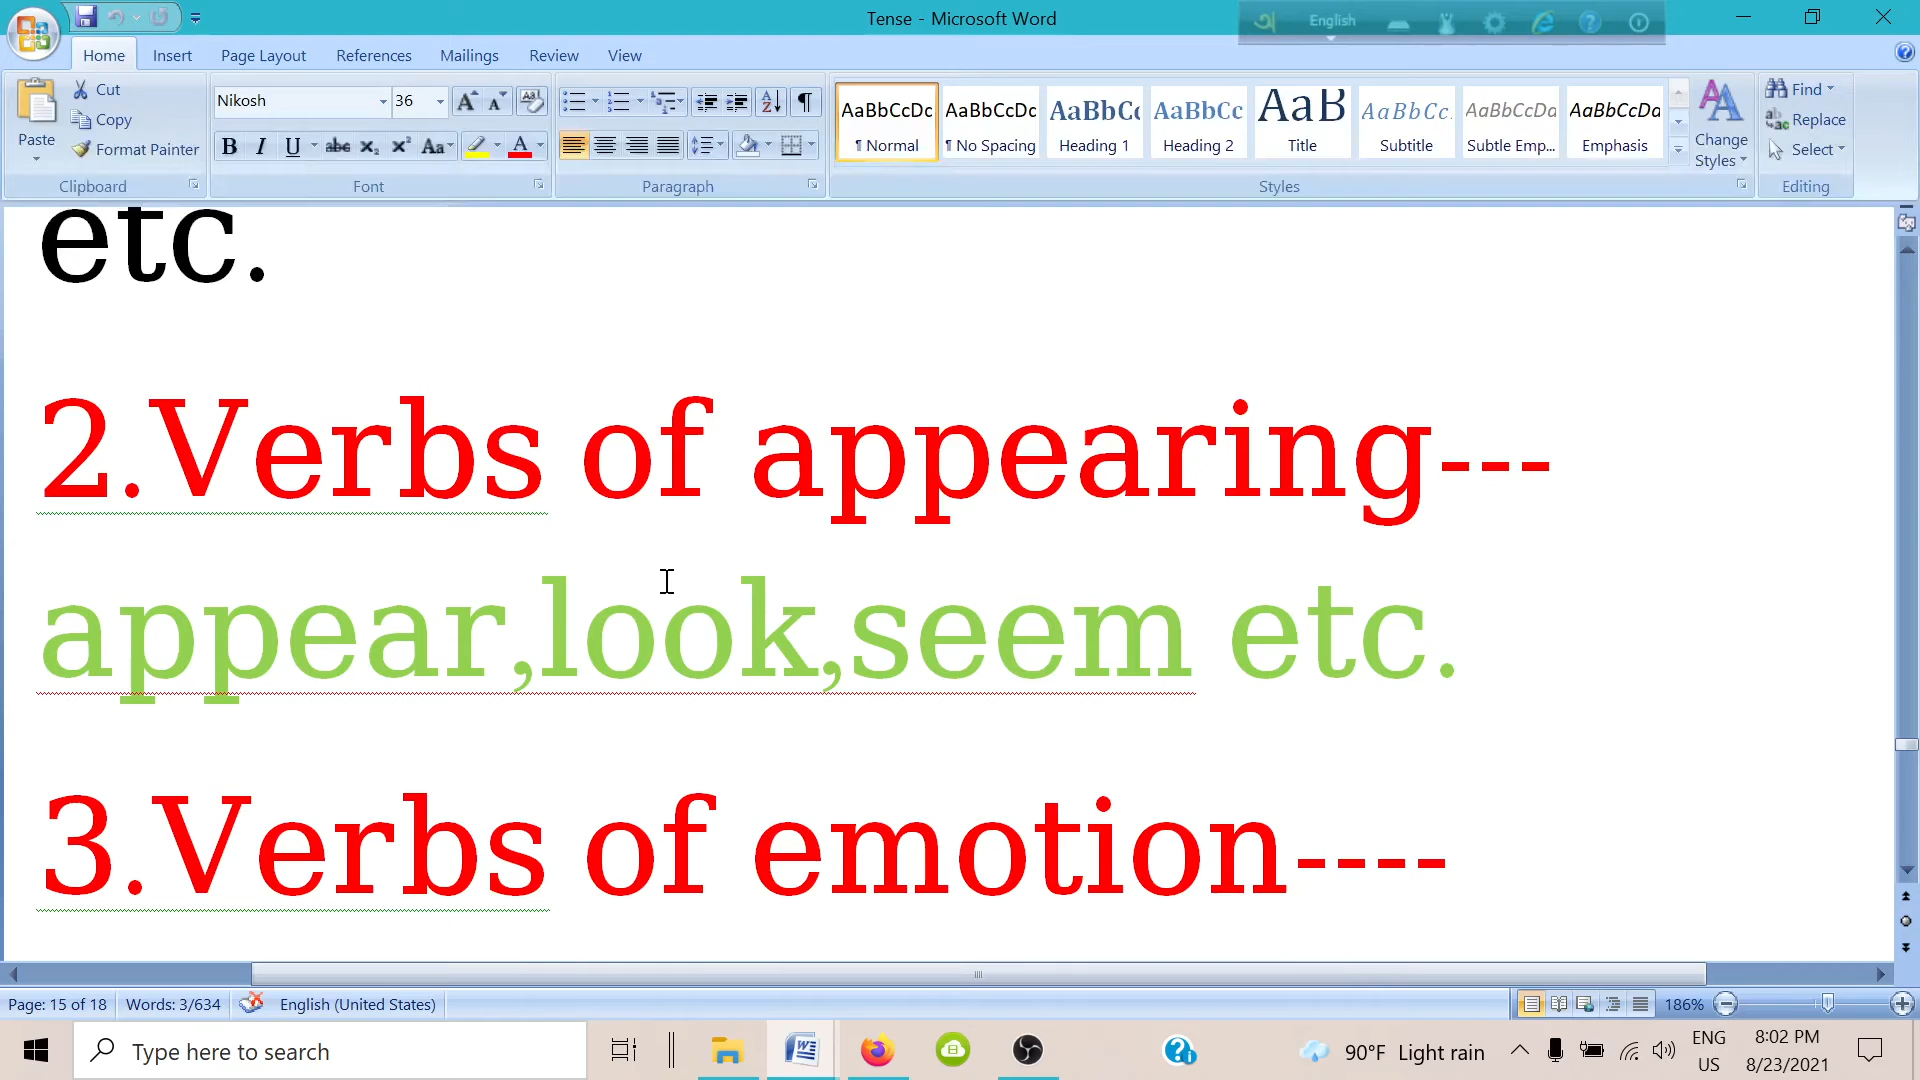 Tense - Microsoft Word
English
Home Insert Page Layout References Mailings Review View
Paste
Cut
Copy
Format Painter
Clipboard
Nikosh 36
Font
Paragraph
AaBbCcDc AaBbCcDc AaBbC AaBbCc AaB AaBbCc. AaBbCcDa AaBbCcDa
¶ Normal ¶ No Spacing Heading 1 Heading 2 Title Subtitle Subtle Emp... Emphasis
Styles
Change Styles
Find
Replace
Select
Editing
etc.
2.Verbs of appearing---
appear,look,seem etc.
3.Verbs of emotion----
Page: 15 of 18 Words: 3/634 English (United States) 186%
Type here to search
90°F Light rain
ENG US
8:02 PM
8/23/2021